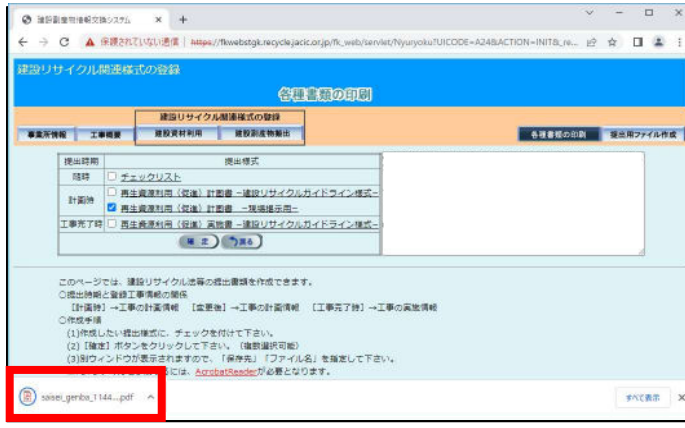 建設副産物情報交換システム
保護されていない通信 https://fkwebstgk.recycle.jacic.or.jp/fk_web/servlet/Nyuryoku?UICODE=A24&ACTION=INIT&_re...
建設リサイクル関連様式の登録
各種書類の印刷
建設リサイクル関連様式の登録
事業所情報 工事概要 建設資材利用 建設副産物搬出 各種書類の印刷 提出用ファイル作成
提出時期 提出様式
随時 チェックリスト
計画時 再生資源利用（促進）計画書 −建設リサイクルガイドライン様式−
再生資源利用（促進）計画書 −現場掲示用−
工事完了時 再生資源利用（促進）実施書 −建設リサイクルガイドライン様式−
確 定 戻る
このページでは、建設リサイクル法等の提出書類を作成できます。
○提出時期と登録工事情報の関係
【計画時】→工事の計画情報 【変更後】→工事の計画情報 【工事完了時】→工事の実施情報
○作成手順
(1)作成したい提出様式に、チェックを付けて下さい。
(2)【確定】ボタンをクリックして下さい。（複数選択可能）
(3)別ウィンドウが表示されますので、「保存先」「ファイル名」を指定して下さい。
には、AcrobatReaderが必要となります。
saisei_genba_1144....pdf すべて表示